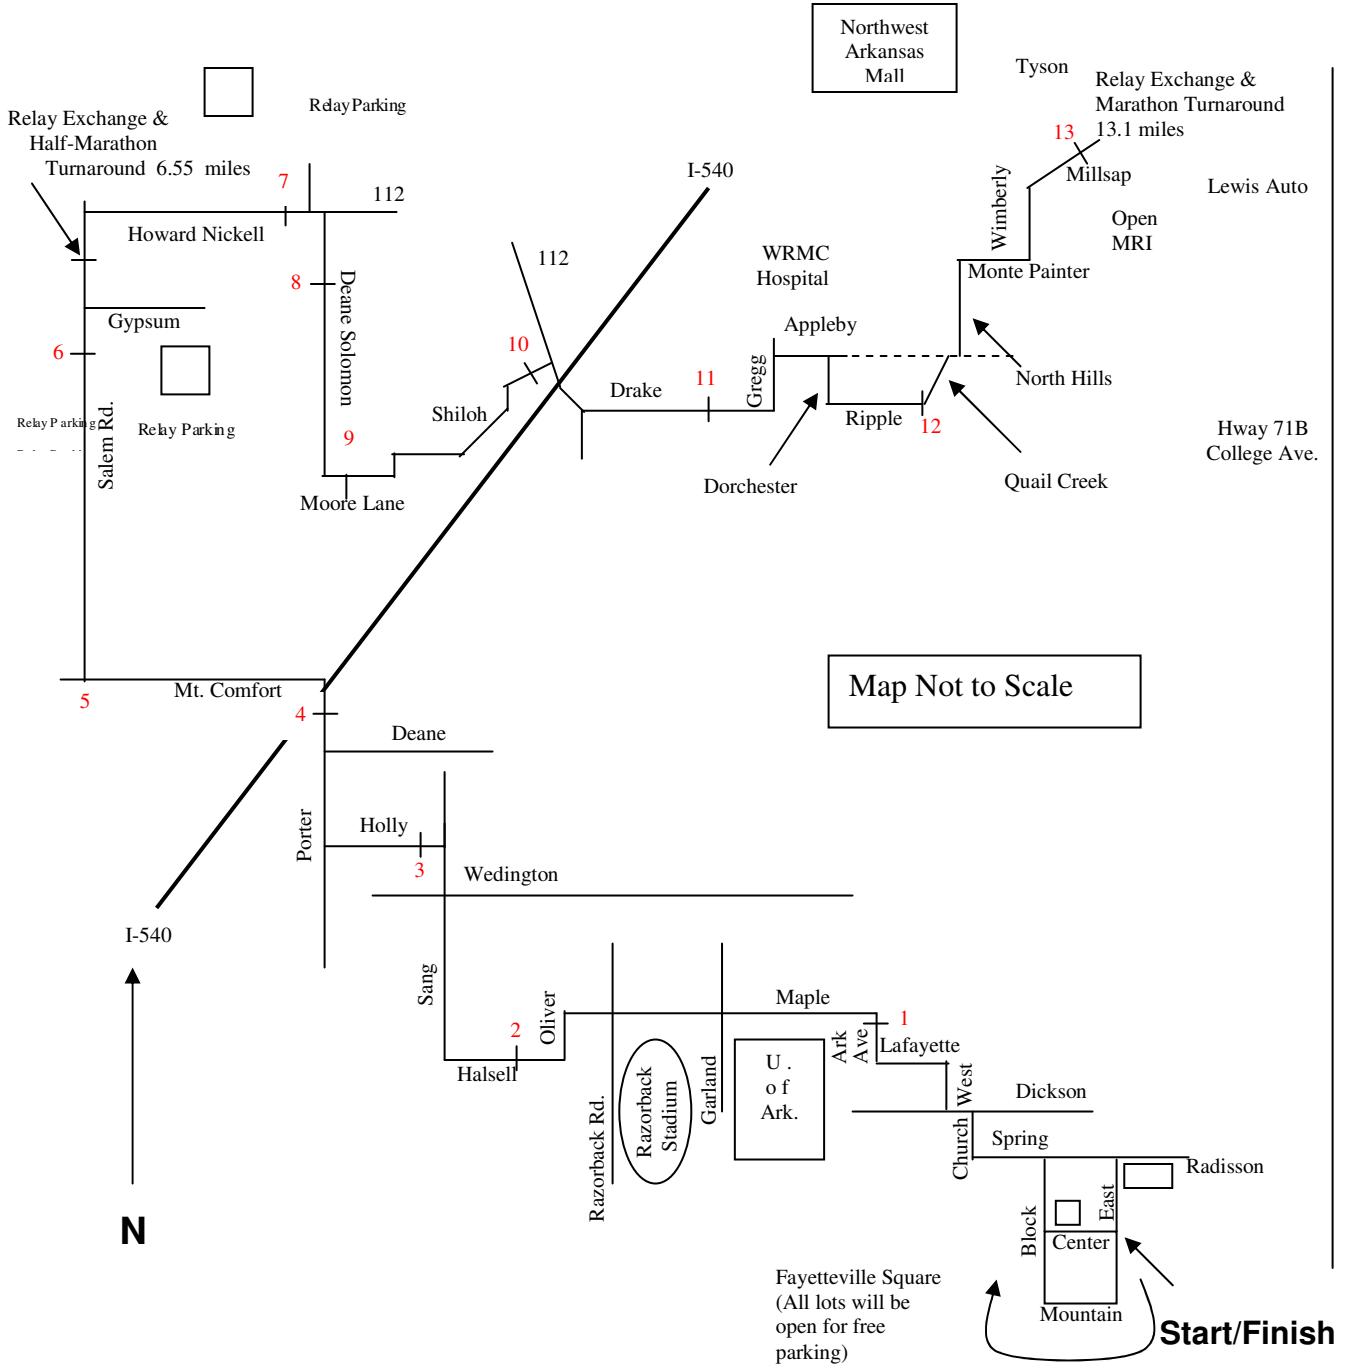 Northwest
Arkansas
Mall
Tyson
Relay Exchange &
Marathon Turnaround
13.1 miles
13
Millsap
Relay Parking
Relay Exchange &
Half-Marathon
Turnaround 6.55 miles
I-540
7
112
Wimberly
Lewis Auto
Open
MRI
Howard Nickell
WRMC
Hospital
Monte Painter
112
8
Deane Solomon
Gypsum
Appleby
6
10
Gregg
North Hills
11
Drake
Relay Parking
Relay Parking
Salem Rd.
Shiloh
9
Ripple
12
Hway 71B
College Ave.
Moore Lane
Dorchester
Quail Creek
Map Not to Scale
5
Mt. Comfort
4
Deane
Porter
Holly
3
Wedington
I-540
Sang
Oliver
Maple
2
1
Ark
Ave
Lafayette
Halsell
Razorback Rd.
Razorback
Stadium
Garland
U .
o f
Ark.
West
Dickson
Church
Spring
Radisson
N
Block
East
Center
Fayetteville Square
(All lots will be
open for free
parking)
Mountain
Start/Finish